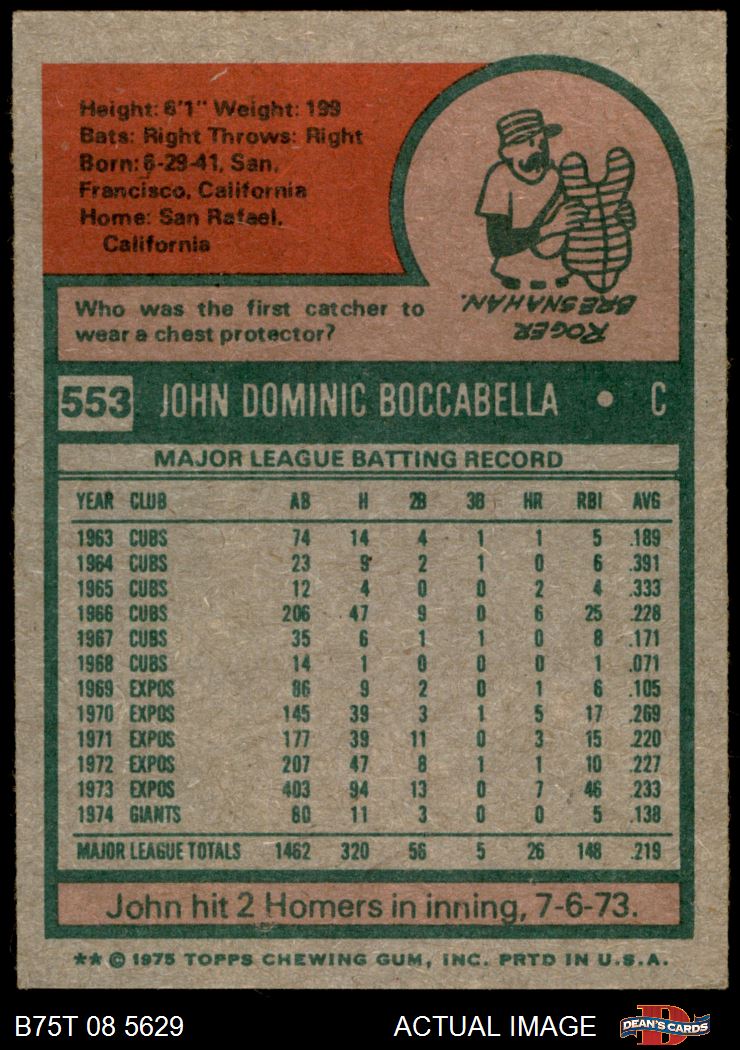 Height: 6'1" Weight: 199
Bats: Right Throws: Right
Born: 6-29-41, San,
Francisco, California
Home: San Rafael,
California
ROGER
BRESNAHAN.
Who was the first catcher to
wear a chest protector?
553 JOHN DOMINIC BOCCABELLA • C
MAJOR LEAGUE BATTING RECORD
YEAR CLUB AB H 2B 3B HR RBI AVG
1963 CUBS 74 14 4 1 1 5 .189
1964 CUBS 23 9 2 1 0 6 .391
1965 CUBS 12 4 0 0 2 4 .333
1966 CUBS 206 47 9 0 6 25 .228
1967 CUBS 35 6 1 1 0 8 .171
1968 CUBS 14 1 0 0 0 1 .071
1969 EXPOS 86 9 2 0 1 6 .105
1970 EXPOS 145 39 3 1 5 17 .269
1971 EXPOS 177 39 11 0 3 15 .220
1972 EXPOS 207 47 8 1 1 10 .227
1973 EXPOS 403 94 13 0 7 46 .233
1974 GIANTS 80 11 3 0 0 5 .138
MAJOR LEAGUE TOTALS 1462 320 56 5 26 148 .219
John hit 2 Homers in inning, 7-6-73.
** © 1975 TOPPS CHEWING GUM, INC. PRTD IN U.S.A.
B75T 08 5629 ACTUAL IMAGE D DEAN'S CARDS